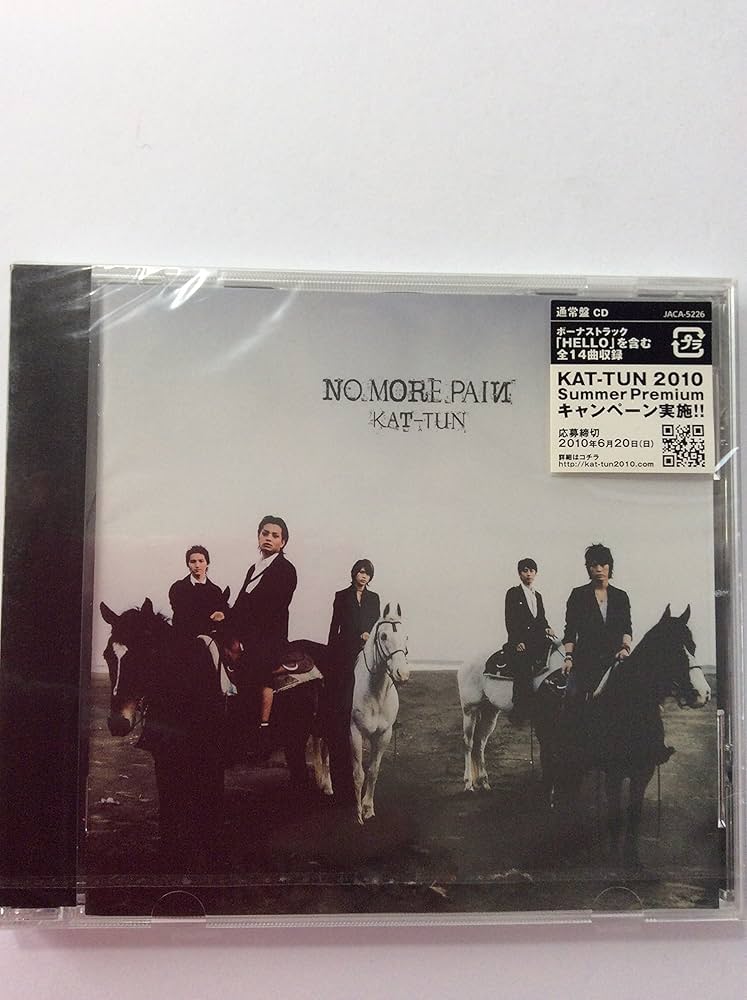 NO MORE PAIN
KAT-TUN
通常盤 CD
JACA-5226
ボーナストラック
「HELLO」を含む
全14曲収録
プラ
KAT-TUN 2010
Summer Premium
キャンペーン実施!!
応募締切
2010年6月20日(日)
詳細はコチラ
http://kat-tun2010.com